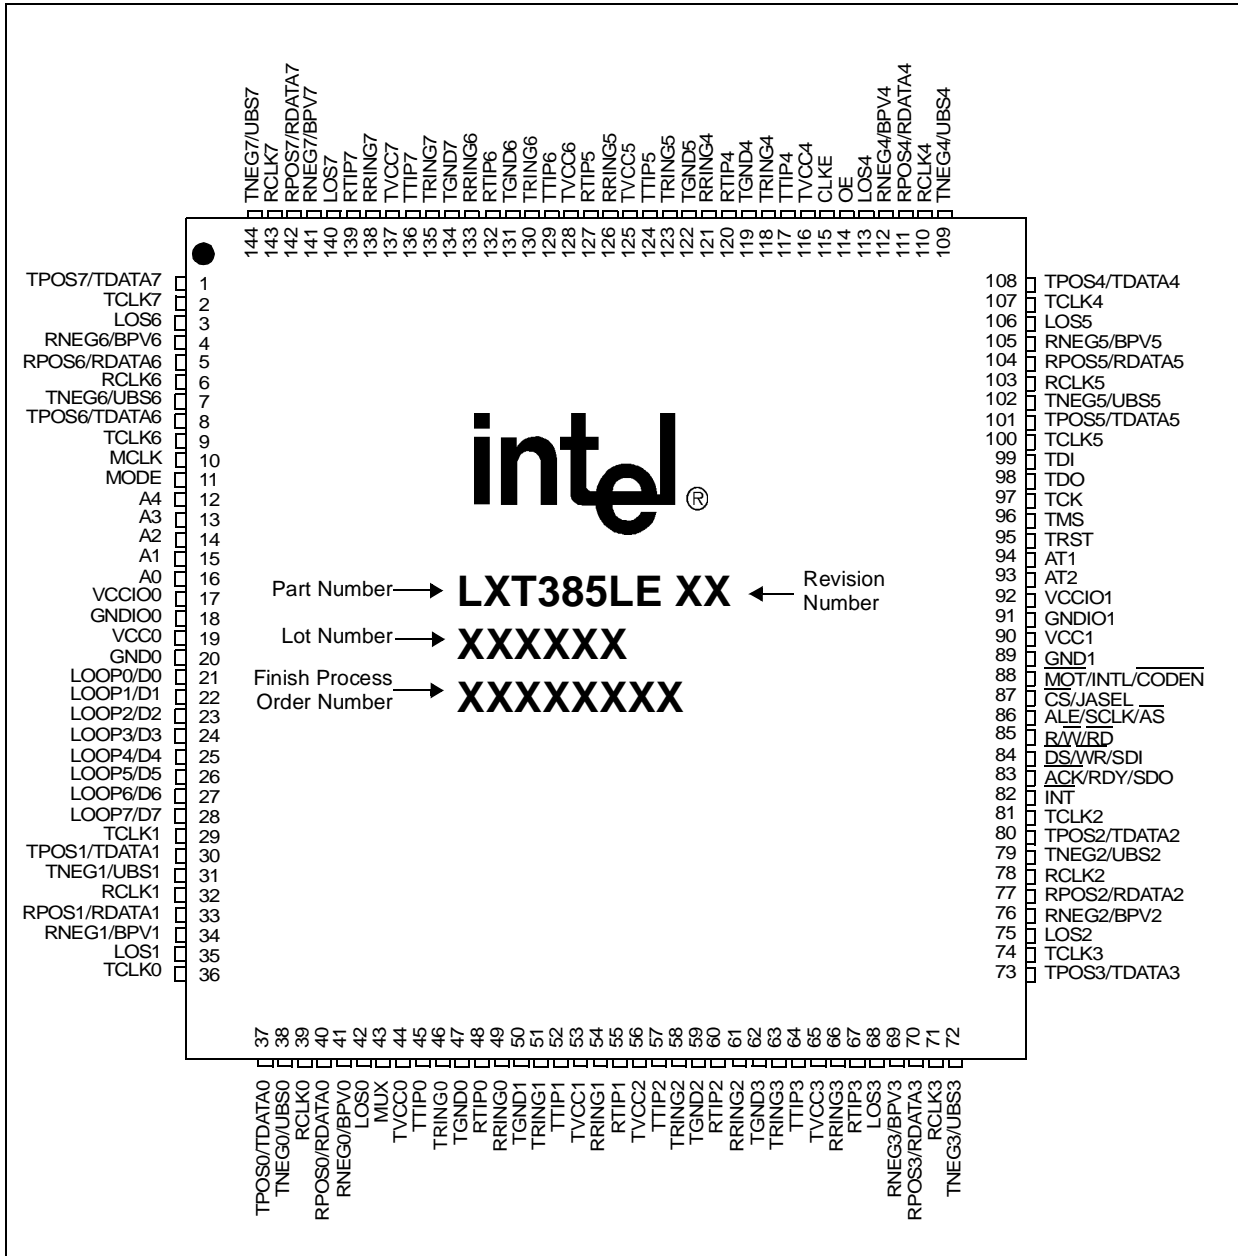 TNEG7/UBS7
RCLK7
RPOS7/RDATA7
RNEG7/BPV7
LOS7
RTIP7
RRING7
TVCC7
TTIP7
TRING7
TGND7
RRING6
RTIP6
TGND6
TRING6
TTIP6
TVCC6
RTIP5
RRING5
TVCC5
TTIP5
TRING5
TGND5
RRING4
RTIP4
TGND4
TRING4
TTIP4
TVCC4
CLKE
OE
LOS4
RNEG4/BPV4
RPOS4/RDATA4
RCLK4
TNEG4/UBS4
144
143
142
141
140
139
138
137
136
135
134
133
132
131
130
129
128
127
126
125
124
123
122
121
120
119
118
117
116
115
114
113
112
111
110
109
TPOS7/TDATA7 1
TCLK7 2
LOS6 3
RNEG6/BPV6 4
RPOS6/RDATA6 5
RCLK6 6
TNEG6/UBS6 7
TPOS6/TDATA6 8
TCLK6 9
MCLK 10
MODE 11
A4 12
A3 13
A2 14
A1 15
A0 16
VCCIO0 17
GNDIO0 18
VCC0 19
GND0 20
LOOP0/D0 21
LOOP1/D1 22
LOOP2/D2 23
LOOP3/D3 24
LOOP4/D4 25
LOOP5/D5 26
LOOP6/D6 27
LOOP7/D7 28
TCLK1 29
TPOS1/TDATA1 30
TNEG1/UBS1 31
RCLK1 32
RPOS1/RDATA1 33
RNEG1/BPV1 34
LOS1 35
TCLK0 36
intel ®
Part Number LXT385LE XX Revision Number
Lot Number XXXXXX
Finish Process Order Number XXXXXXXX
108 TPOS4/TDATA4
107 TCLK4
106 LOS5
105 RNEG5/BPV5
104 RPOS5/RDATA5
103 RCLK5
102 TNEG5/UBS5
101 TPOS5/TDATA5
100 TCLK5
99 TDI
98 TDO
97 TCK
96 TMS
95 TRST
94 AT1
93 AT2
92 VCCIO1
91 GNDIO1
90 VCC1
89 GND1
88 MOT/INTL/CODEN
87 CS/JASEL
86 ALE/SCLK/AS
85 R/W/RD
84 DS/WR/SDI
83 ACK/RDY/SDO
82 INT
81 TCLK2
80 TPOS2/TDATA2
79 TNEG2/UBS2
78 RCLK2
77 RPOS2/RDATA2
76 RNEG2/BPV2
75 LOS2
74 TCLK3
73 TPOS3/TDATA3
37
38
39
40
41
42
43
44
45
46
47
48
49
50
51
52
53
54
55
56
57
58
59
60
61
62
63
64
65
66
67
68
69
70
71
72
TPOS0/TDATA0
TNEG0/UBS0
RCLK0
RPOS0/RDATA0
RNEG0/BPV0
LOS0
MUX
TVCC0
TTIP0
TRING0
TGND0
RTIP0
RRING0
TGND1
TRING1
TTIP1
TVCC1
RRING1
RTIP1
TVCC2
TTIP2
TRING2
TGND2
RTIP2
RRING2
TGND3
TRING3
TTIP3
TVCC3
RRING3
RTIP3
LOS3
RNEG3/BPV3
RPOS3/RDATA3
RCLK3
TNEG3/UBS3